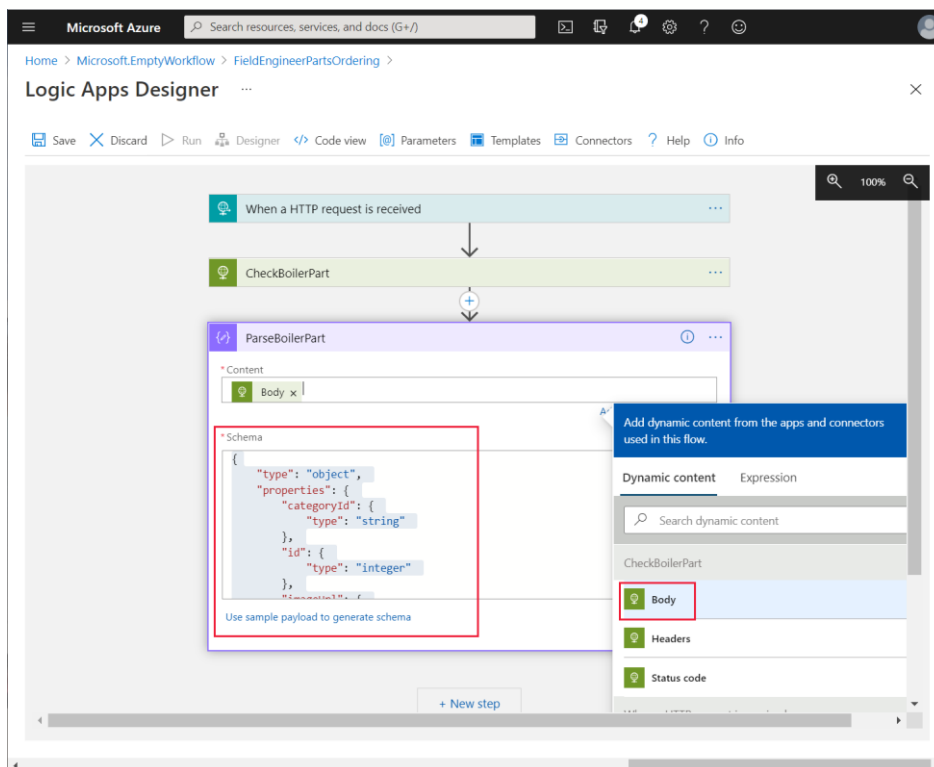 Microsoft Azure
Search resources, services, and docs (G+/)
4
Home > Microsoft.EmptyWorkflow > FieldEngineerPartsOrdering >
Logic Apps Designer ...
Save Discard Run Designer Code view Parameters Templates Connectors Help Info
100%
When a HTTP request is received
CheckBoilerPart
ParseBoilerPart
* Content
Body x
Add dynamic content from the apps and connectors
used in this flow.
* Schema
{
"type": "object",
"properties": {
"categoryId": {
"type": "string"
},
"id": {
"type": "integer"
},
"imageUrl": {
Use sample payload to generate schema
Dynamic content Expression
Search dynamic content
CheckBoilerPart
Body
Headers
Status code
+ New step